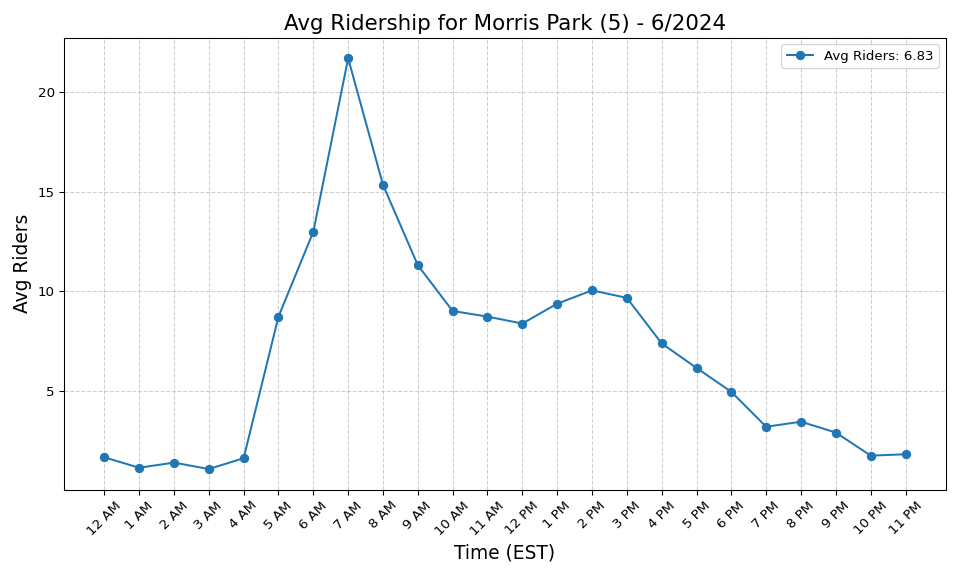 Avg Ridership for Morris Park (5) - 6/2024
Avg Riders: 6.83
Avg Riders
20
15
10
5
12 AM
1 AM
2 AM
3 AM
4 AM
5 AM
6 AM
7 AM
8 AM
9 AM
10 AM
11 AM
12 PM
1 PM
2 PM
3 PM
4 PM
5 PM
6 PM
7 PM
8 PM
9 PM
10 PM
11 PM
Time (EST)